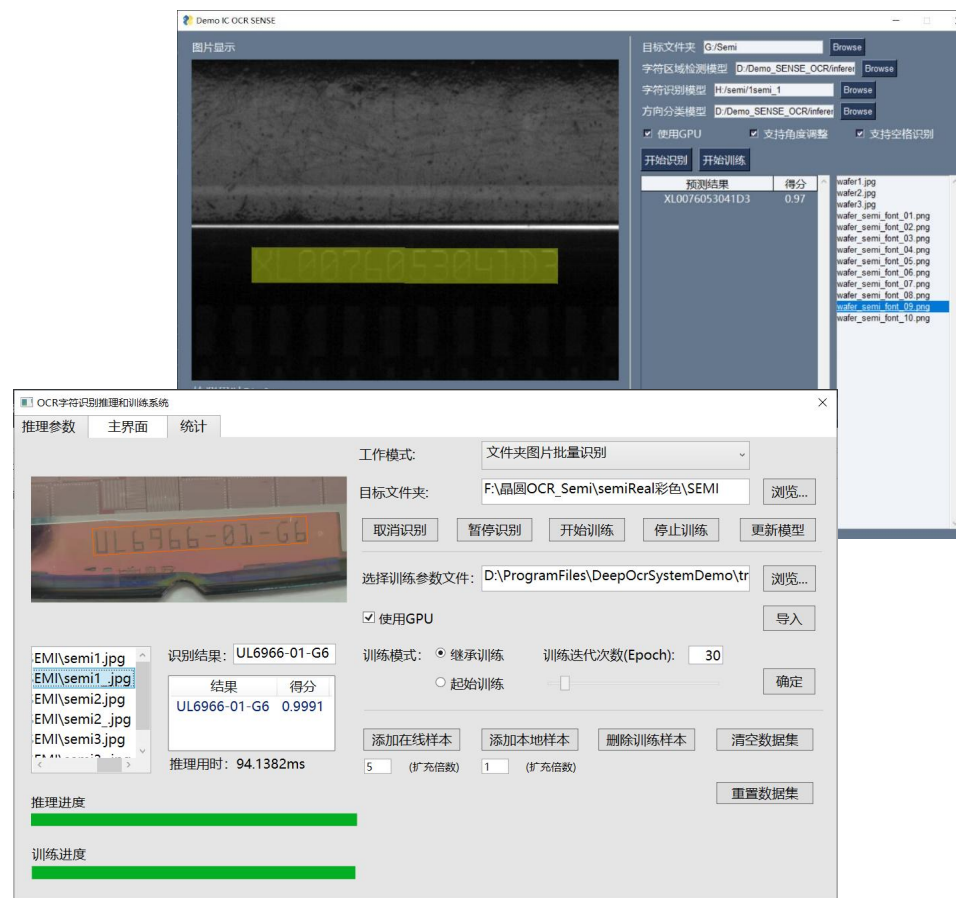 Demo IC OCR SENSE
图片显示
目标文件夹 G:/Semi Browse
字符区域检测模型 D:/Demo_SENSE_OCR/inferer Browse
字符识别模型 H:/semi/1semi_1 Browse
方向分类模型 D:/Demo_SENSE_OCR/inferer Browse
使用GPU 支持角度调整 支持空格识别
开始识别 开始训练
预测结果 得分
XL0076053041D3 0.97
wafer1.jpg
wafer2.jpg
wafer3.jpg
wafer_semi_font_01.png
wafer_semi_font_02.png
wafer_semi_font_03.png
wafer_semi_font_04.png
wafer_semi_font_05.png
wafer_semi_font_06.png
wafer_semi_font_07.png
wafer_semi_font_08.png
wafer_semi_font_09.png
wafer_semi_font_10.png
XL0076053041D3
OCR字符识别推理和训练系统
推理参数 主界面 统计
工作模式: 文件夹图片批量识别
目标文件夹: F:\晶圆OCR_Semi\semiReal彩色\SEMI 浏览...
取消识别 暂停识别 开始训练 停止训练 更新模型
UL6966-01-G6
选择训练参数文件: D:\ProgramFiles\DeepOcrSystemDemo\tr 浏览...
使用GPU 导入
训练模式: 继承训练 训练迭代次数(Epoch): 30
起始训练 确定
EMI\semi1.jpg
EMI\semi1_.jpg
EMI\semi2.jpg
EMI\semi2_.jpg
EMI\semi3.jpg
识别结果: UL6966-01-G6
结果 得分
UL6966-01-G6 0.9991
推理用时: 94.1382ms
添加在线样本 添加本地样本 删除训练样本 清空数据集
5 (扩充倍数) 1 (扩充倍数)
重置数据集
推理进度
训练进度